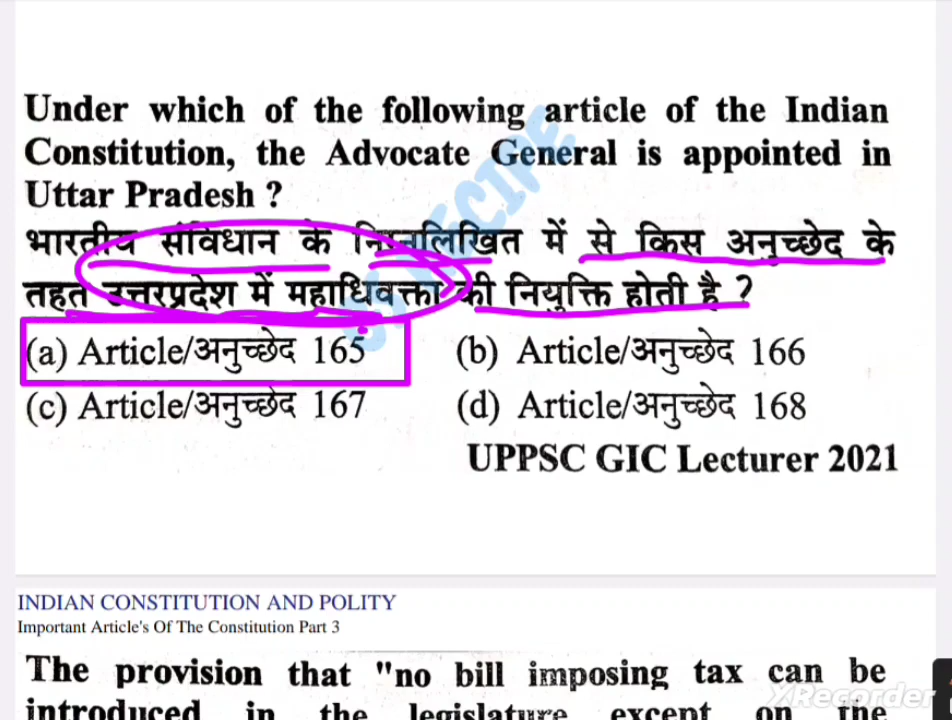 Under which of the following article of the Indian
Constitution, the Advocate General is appointed in
Uttar Pradesh ?
भारतीय संविधान के निम्नलिखित में से किस अनुच्छेद के
तहत उत्तरप्रदेश में महाधिवक्ता की नियुक्ति होती है ?
(a) Article/अनुच्छेद 165 (b) Article/अनुच्छेद 166
(c) Article/अनुच्छेद 167 (d) Article/अनुच्छेद 168
UPPSC GIC Lecturer 2021
INDIAN CONSTITUTION AND POLITY
Important Article's Of The Constitution Part 3
The provision that "no bill imposing tax can be
introduced in the legislature except on the
XRecorder